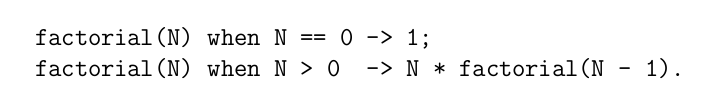 factorial(N) when N == 0 -> 1;
factorial(N) when N > 0  -> N * factorial(N - 1).